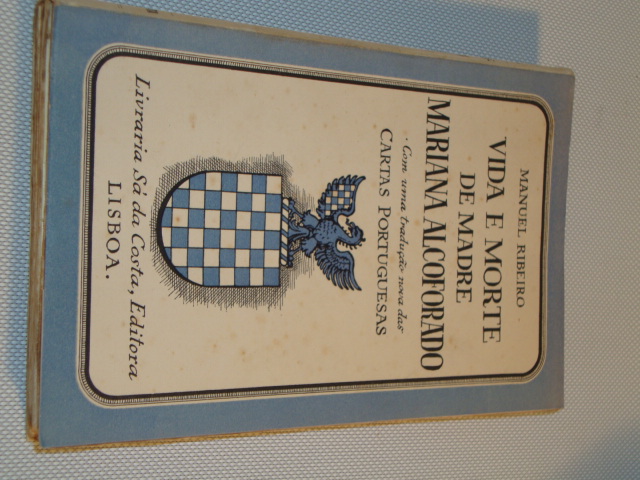 MANUEL RIBEIRO
VIDA E MORTE
DE MADRE
MARIANA ALCOFORADO
Com uma tradução nova das
CARTAS PORTUGUESAS
Livraria Sá da Costa, Editora
LISBOA.